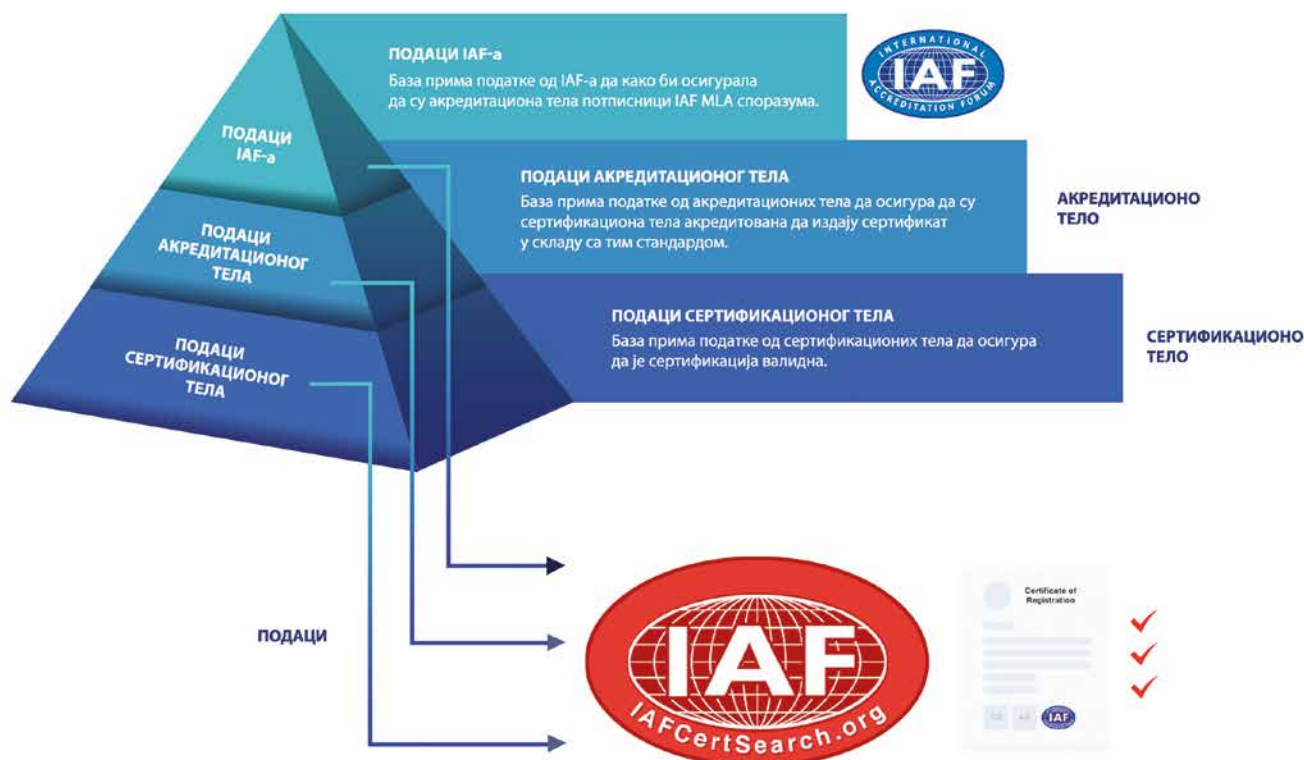 ПОДАЦИ IAF-а
База прима податке од IAF-а да како би осигурала
да су акредитациона тела потписници IAF MLA споразума.
INTERNATIONAL
IAF
ACCREDITATION FORUM
ПОДАЦИ
IAF-а
ПОДАЦИ АКРЕДИТАЦИОНОГ ТЕЛА
База прима податке од акредитационих тела да осигура да су
сертификациона тела акредитована да издају сертификат
у складу са тим стандардом.
АКРЕДИТАЦИОНО
ТЕЛО
ПОДАЦИ
АКРЕДИТАЦИОНОГ
ТЕЛА
ПОДАЦИ СЕРТИФИКАЦИОНОГ ТЕЛА
База прима податке од сертификационих тела да осигура
да је сертификација валидна.
СЕРТИФИКАЦИОНО
ТЕЛО
ПОДАЦИ
СЕРТИФИКАЦИОНОГ
ТЕЛА
ПОДАЦИ
IAF
IAFCertSearch.org
Certificate of
Registration
IAF